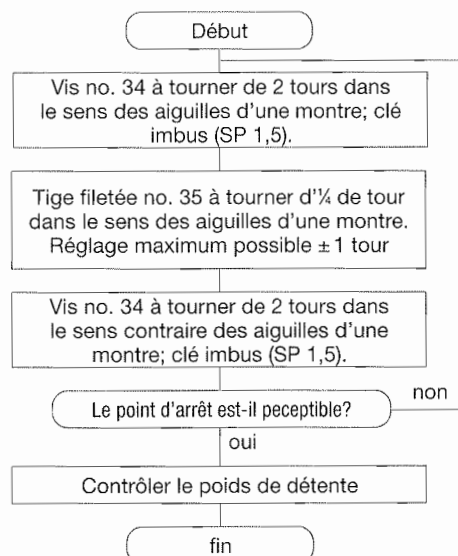 Début
Vis no. 34 à tourner de 2 tours dans
le sens des aiguilles d'une montre; clé
imbus (SP 1,5).
Tige filetée no. 35 à tourner d'¼ de tour
dans le sens des aiguilles d'une montre.
Réglage maximum possible ± 1 tour
Vis no. 34 à tourner de 2 tours dans
le sens contraire des aiguilles d'une
montre; clé imbus (SP 1,5).
Le point d'arrêt est-il peceptible?
non
oui
Contrôler le poids de détente
fin